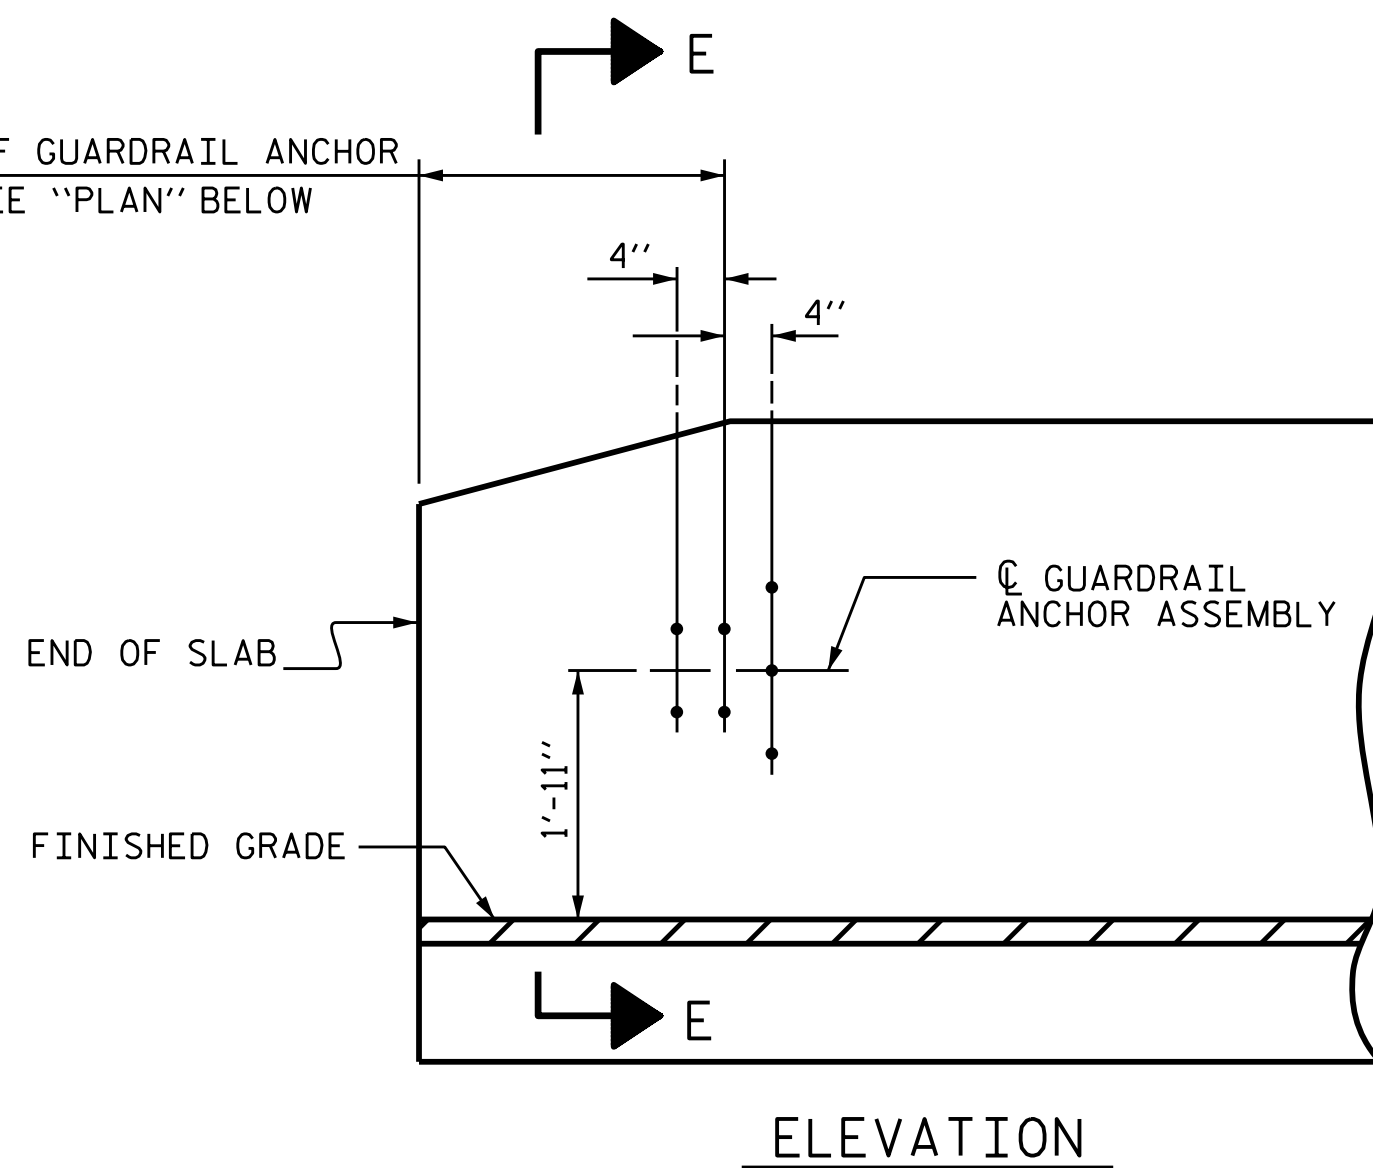 E
GUARDRAIL ANCHOR
"PLAN" BELOW
4"
4"
℄ GUARDRAIL
ANCHOR ASSEMBLY
END OF SLAB
1'-11"
FINISHED GRADE
E
ELEVATION